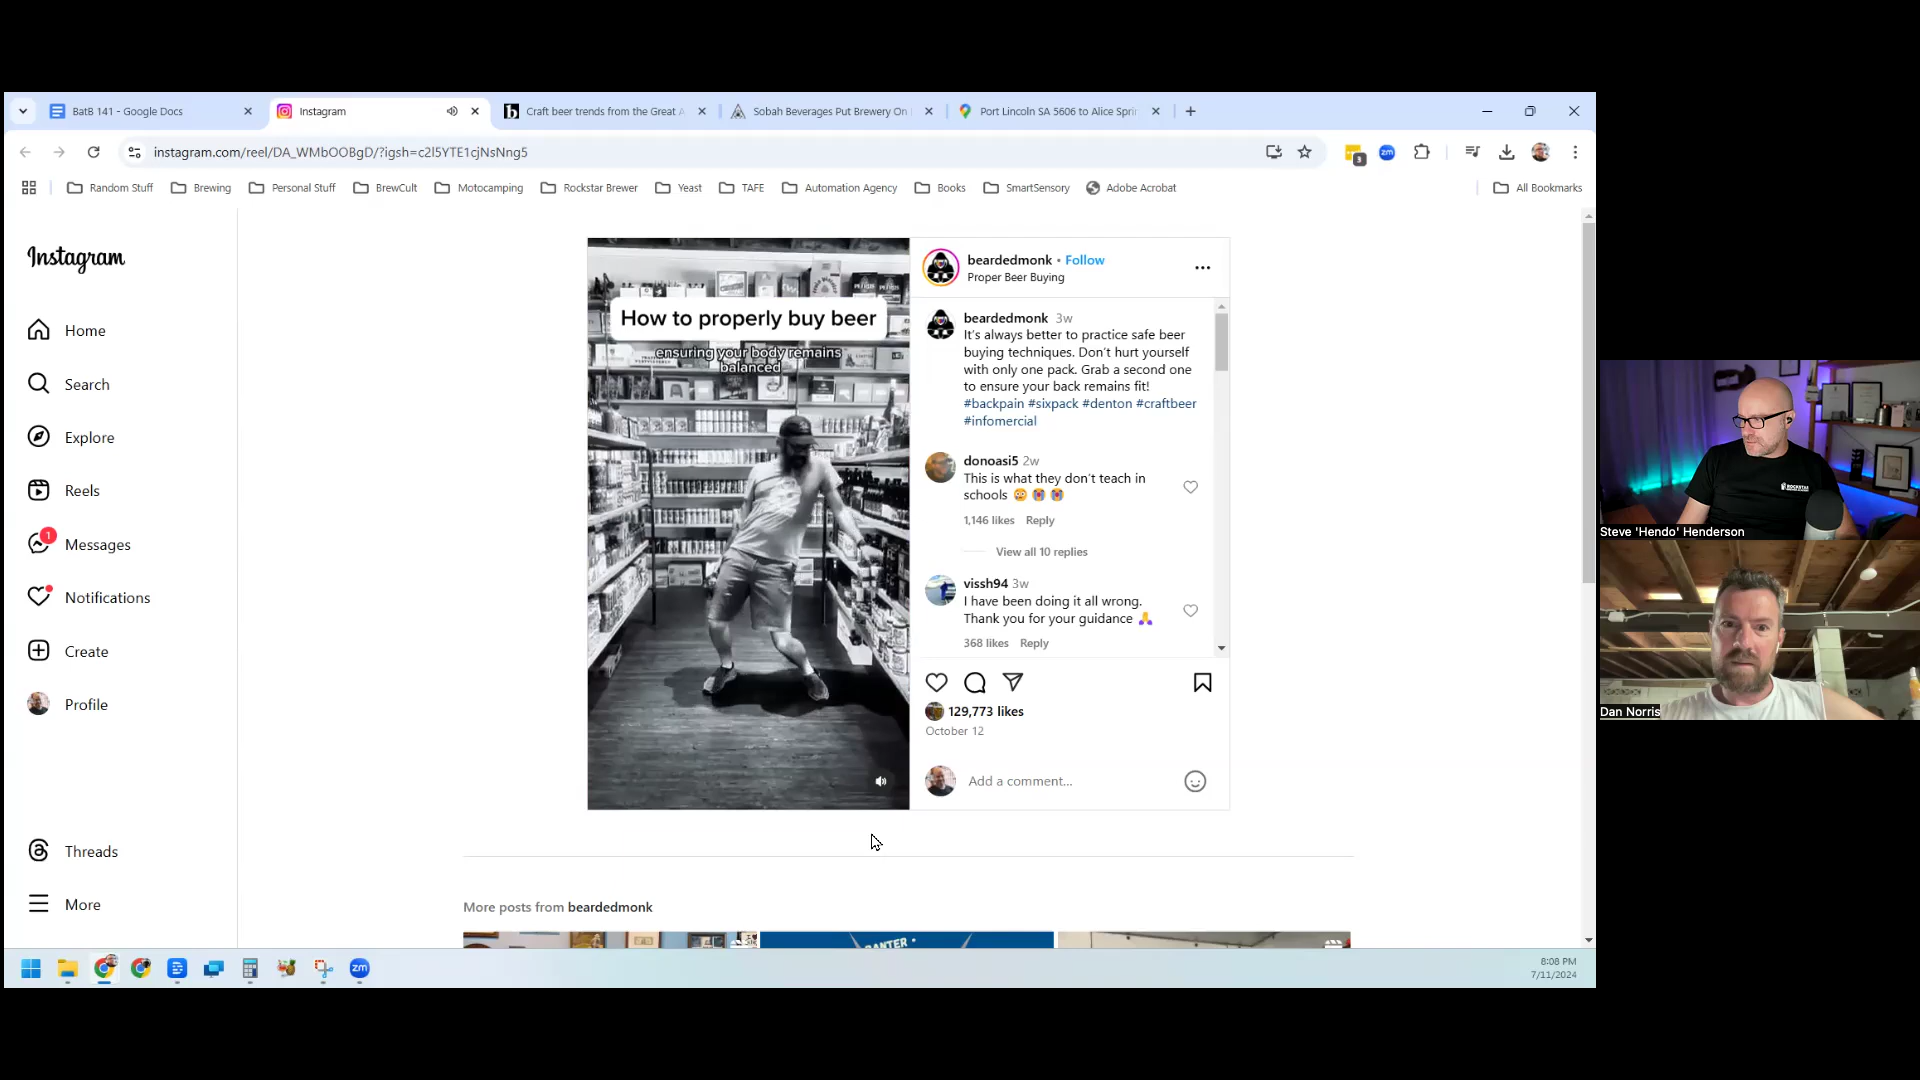 BatB 141 - Google Docs
Instagram
Craft beer trends from the Great A
Sobah Beverages Put Brewery On
Port Lincoln SA 5606 to Alice Sprin
instagram.com/reel/DA_WMbOOBgD/?igsh=c2l5YTE1cjNsNng5
3
zm
Random Stuff
Brewing
Personal Stuff
BrewCult
Motocamping
Rockstar Brewer
Yeast
TAFE
Automation Agency
Books
SmartSensory
Adobe Acrobat
All Bookmarks
Instagram
Home
Search
Explore
Reels
1
Messages
Notifications
Create
Profile
Threads
More
How to properly buy beer
ensuring your body remains
balanced
beardedmonk • Follow
Proper Beer Buying
beardedmonk 3w
It's always better to practice safe beer
buying techniques. Don't hurt yourself
with only one pack. Grab a second one
to ensure your back remains fit!
#backpain #sixpack #denton #craftbeer
#infomercial
donoasi5 2w
This is what they don't teach in
schools 😳 😭 😭
1,146 likes Reply
View all 10 replies
vissh94 3w
I have been doing it all wrong.
Thank you for your guidance 🙏
368 likes Reply
129,773 likes
October 12
Add a comment...
More posts from beardedmonk
BANTER
zm
8:08 PM
7/11/2024
ROCKSTAR
Steve 'Hendo' Henderson
Dan Norris